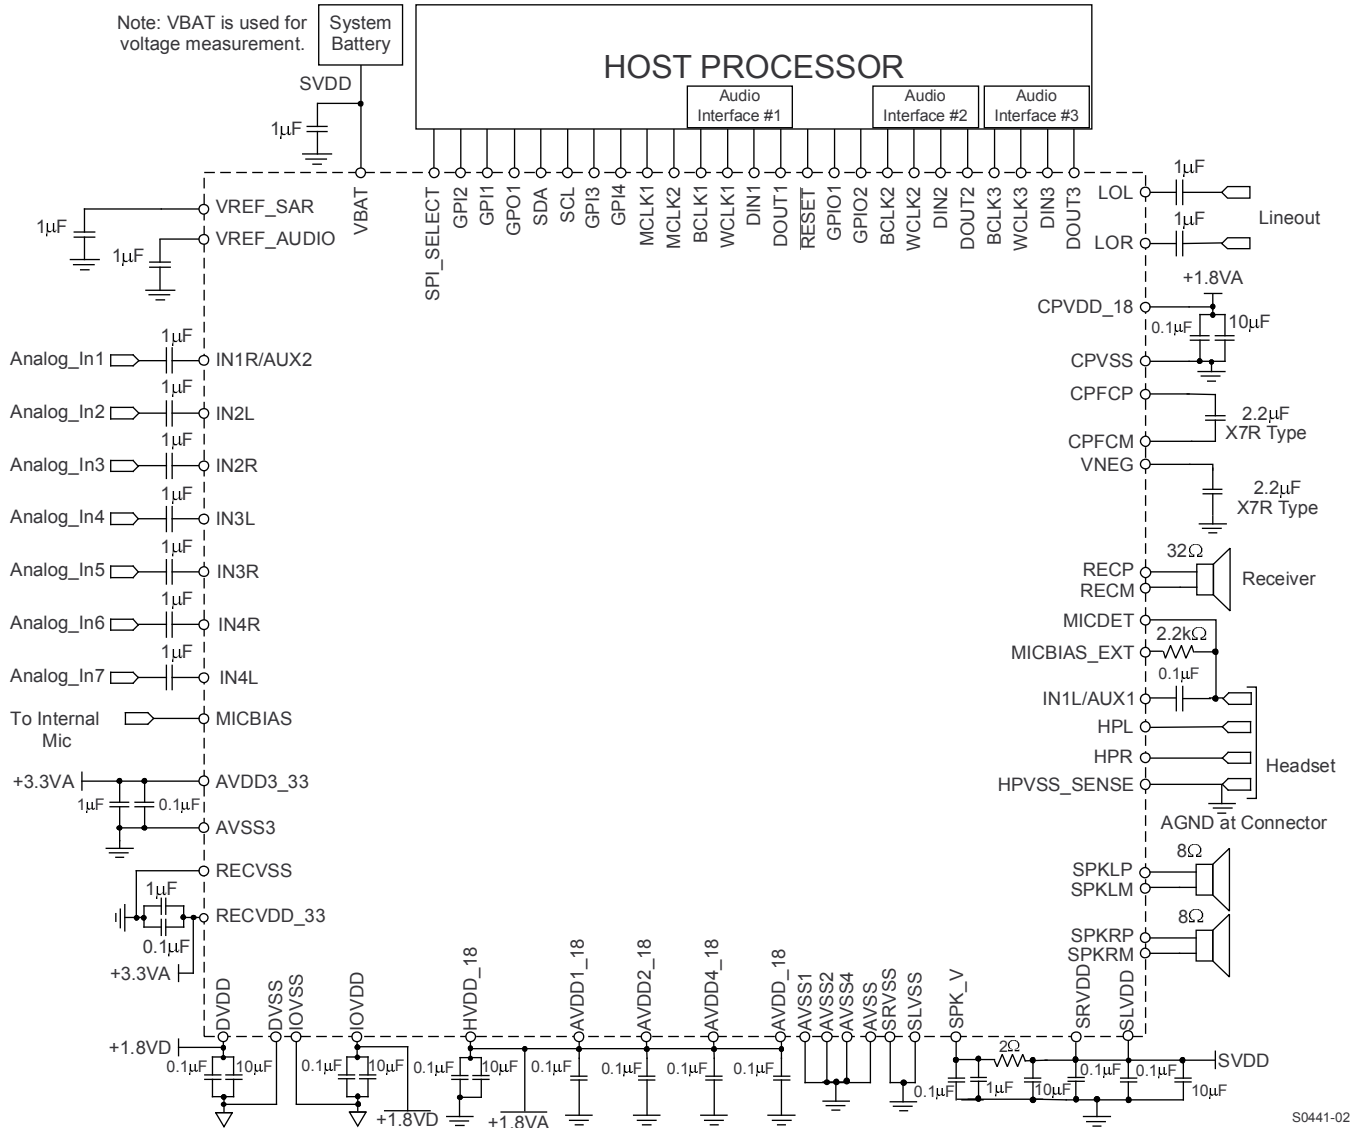 Note: VBAT is used for
voltage measurement.
System
Battery
SVDD
1μF
HOST PROCESSOR
Audio
Interface #1
Audio
Interface #2
Audio
Interface #3
VBAT
SPI_SELECT
GPI2
GPI1
GPO1
SDA
SCL
GPI3
GPI4
MCLK1
MCLK2
BCLK1
WCLK1
DIN1
DOUT1
RESET
GPIO1
GPIO2
BCLK2
WCLK2
DIN2
DOUT2
BCLK3
WCLK3
DIN3
DOUT3
VREF_SAR
1μF
VREF_AUDIO
1μF
1μF
Analog_In1
IN1R/AUX2
1μF
Analog_In2
IN2L
1μF
Analog_In3
IN2R
1μF
Analog_In4
IN3L
1μF
Analog_In5
IN3R
1μF
Analog_In6
IN4R
1μF
Analog_In7
IN4L
To Internal
Mic
MICBIAS
+3.3VA
AVDD3_33
1μF
0.1μF
AVSS3
RECVSS
1μF
RECVDD_33
0.1μF
+3.3VA
1μF
LOL
1μF
Lineout
LOR
+1.8VA
CPVDD_18
0.1μF
10μF
CPVSS
CPFCP
2.2μF
X7R Type
CPFCM
VNEG
2.2μF
X7R Type
32Ω
RECP
RECM
Receiver
MICDET
2.2kΩ
MICBIAS_EXT
0.1μF
IN1L/AUX1
HPL
HPR
Headset
HPVSS_SENSE
AGND at Connector
8Ω
SPKLP
SPKLM
8Ω
SPKRP
SPKRM
DVDD
DVSS
IOVSS
IOVDD
HVDD_18
AVDD1_18
AVDD2_18
AVDD4_18
AVDD_18
AVSS1
AVSS2
AVSS4
AVSS
SRVSS
SLVSS
SPK_V
SRVDD
SLVDD
+1.8VD
0.1μF
10μF
0.1μF
10μF
+1.8VD
0.1μF
10μF
+1.8VA
0.1μF
0.1μF
0.1μF
0.1μF
2Ω
0.1μF
1μF
10μF
0.1μF
0.1μF
10μF
SVDD
S0441-02